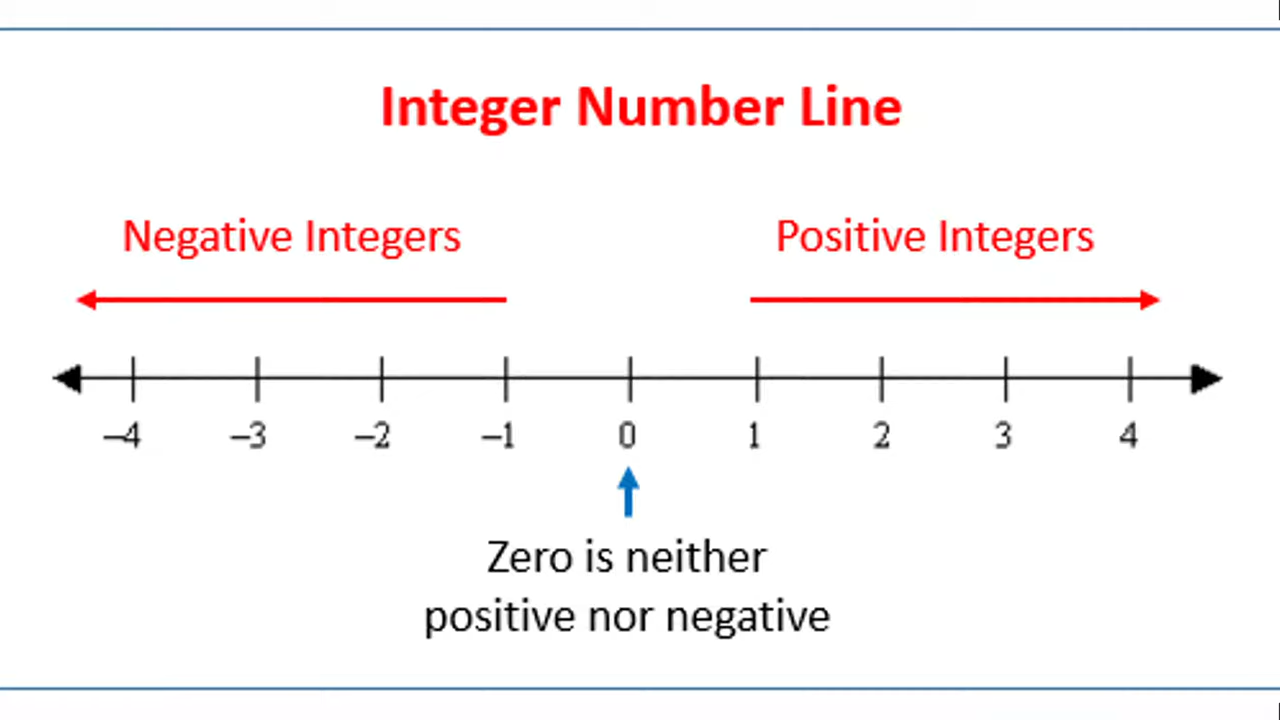 Integer Number Line
Negative Integers Positive Integers
–4 –3 –2 –1 0 1 2 3 4
Zero is neither
positive nor negative